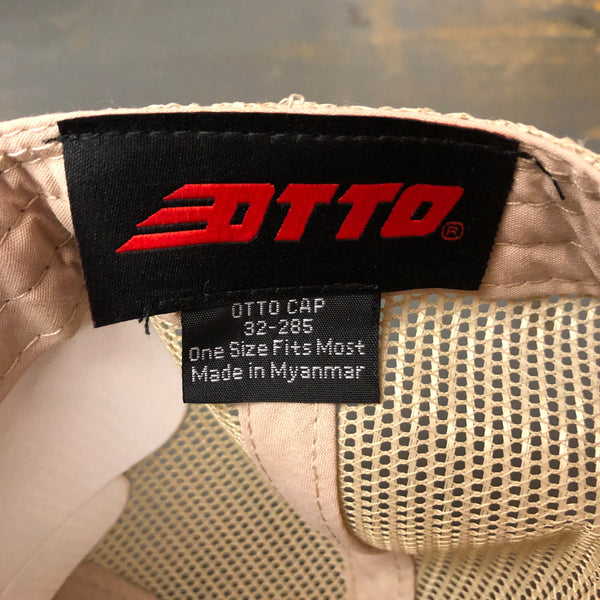 OTTO®
OTTO CAP
32-285
One Size Fits Most
Made in Myanmar